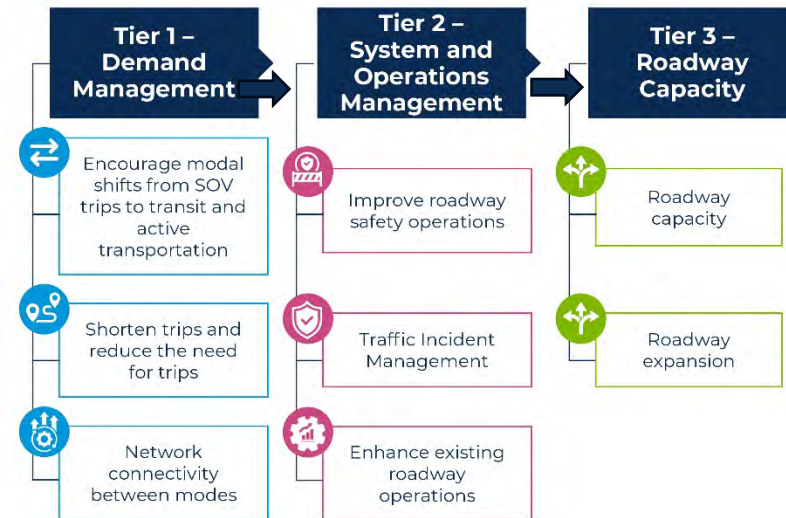 Tier 1 –
Demand
Management
Encourage modal
shifts from SOV
trips to transit and
active
transportation
Shorten trips and
reduce the need
for trips
Network
connectivity
between modes
Tier 2 –
System and
Operations
Management
Improve roadway
safety operations
Traffic Incident
Management
Enhance existing
roadway
operations
Tier 3 –
Roadway
Capacity
Roadway
capacity
Roadway
expansion